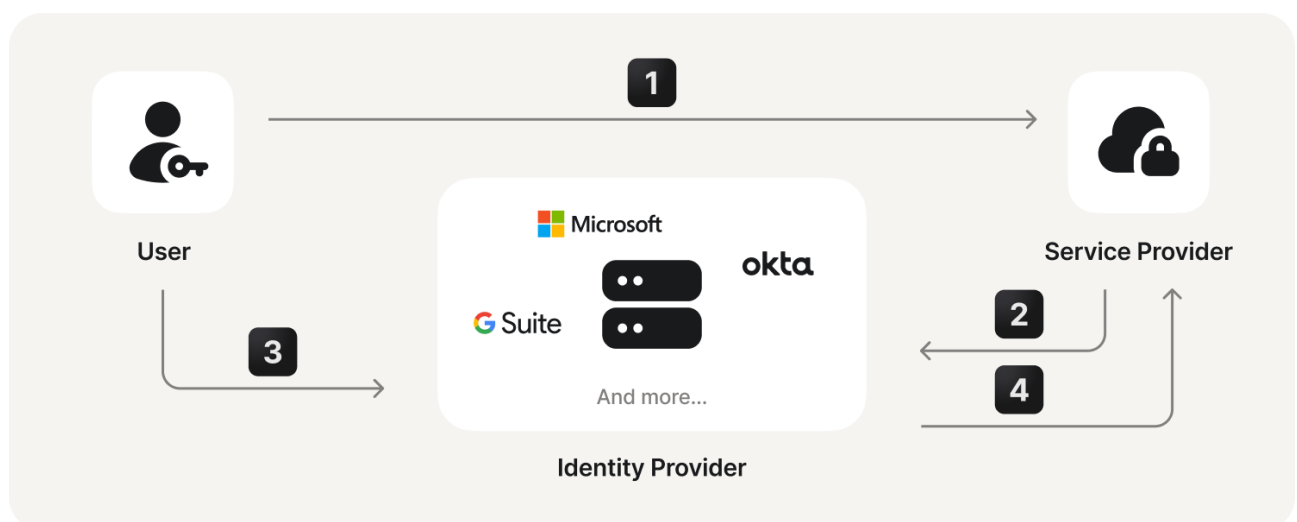 1
User
Service Provider
Microsoft
okta
G Suite
And more...
Identity Provider
2
3
4